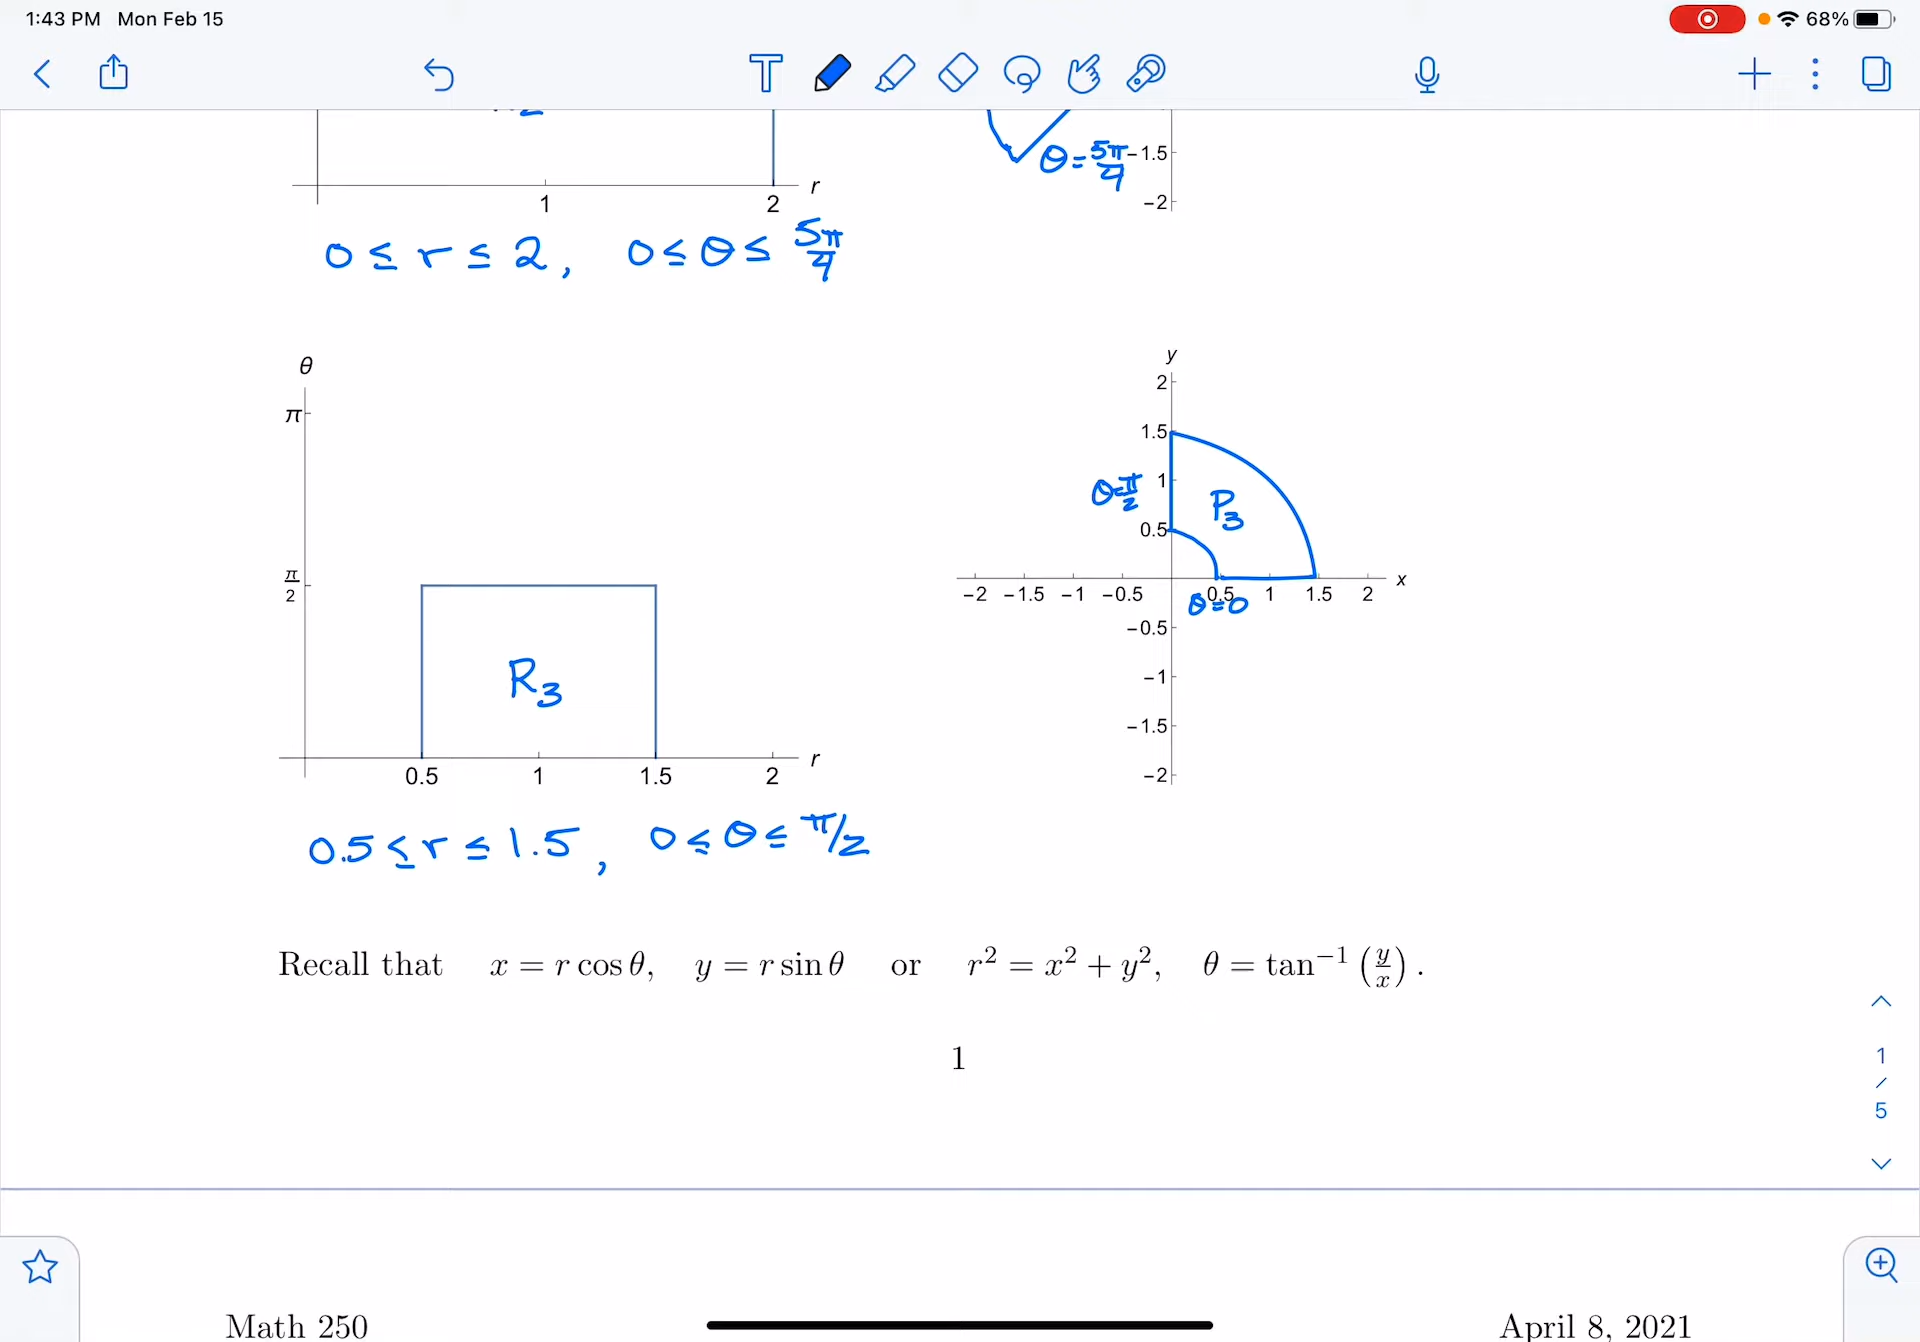 1:43 PM Mon Feb 15
68%
T
θ = 5π/4
-1.5
-2
r
1 2
0 ≤ r ≤ 2, 0 ≤ θ ≤ 5π/4
θ
π
π/2
R₃
0.5 1 1.5 2
r
y
2
1.5
1
0.5
θ=π/2
P₃
x
-2 -1.5 -1 -0.5 0.5 1 1.5 2
θ=0
-0.5
-1
-1.5
-2
0.5 ≤ r ≤ 1.5, 0 ≤ θ ≤ π/2
Recall that x = r cos θ, y = r sin θ or r² = x² + y², θ = tan⁻¹ (y/x) .
1
1
/
5
Math 250 April 8, 2021